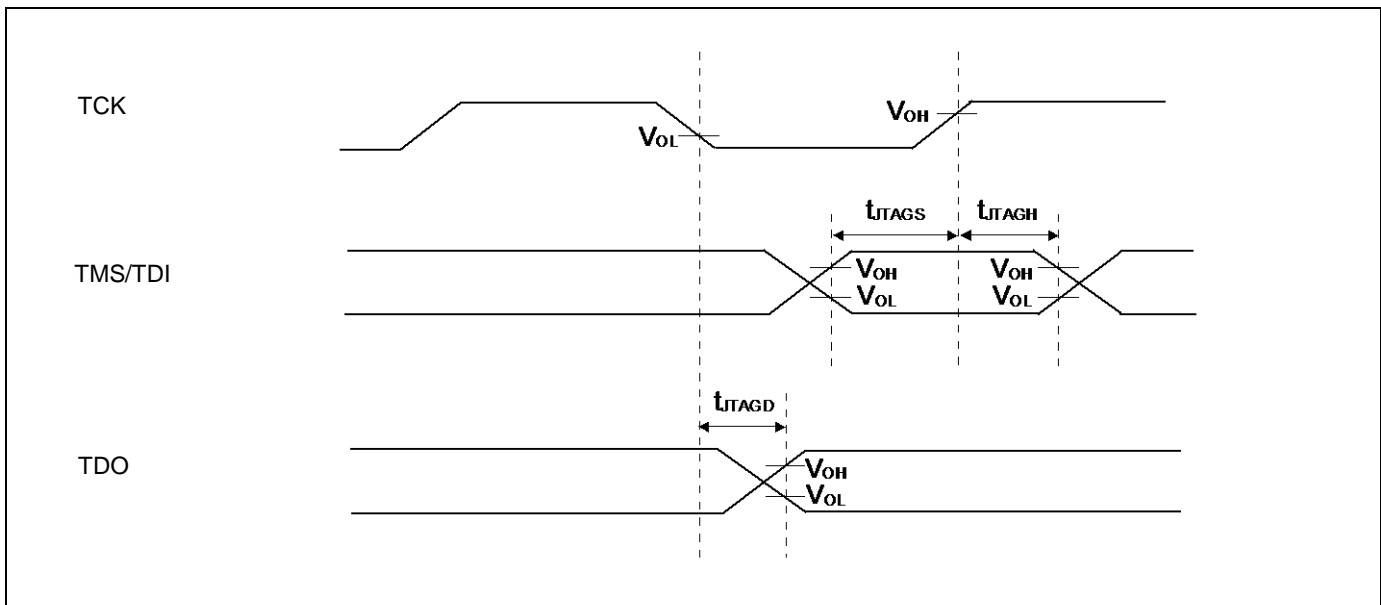 TCK
VOL
VOH
tJTAGS tJTAGH
TMS/TDI
VOH VOH
VOL VOL
tJTAGD
TDO
VOH
VOL